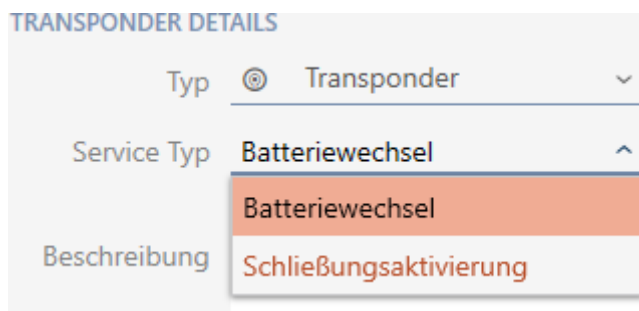 TRANSPONDER DETAILS
Typ Transponder
Service Typ Batteriewechsel
Batteriewechsel
Beschreibung
Schließungsaktivierung